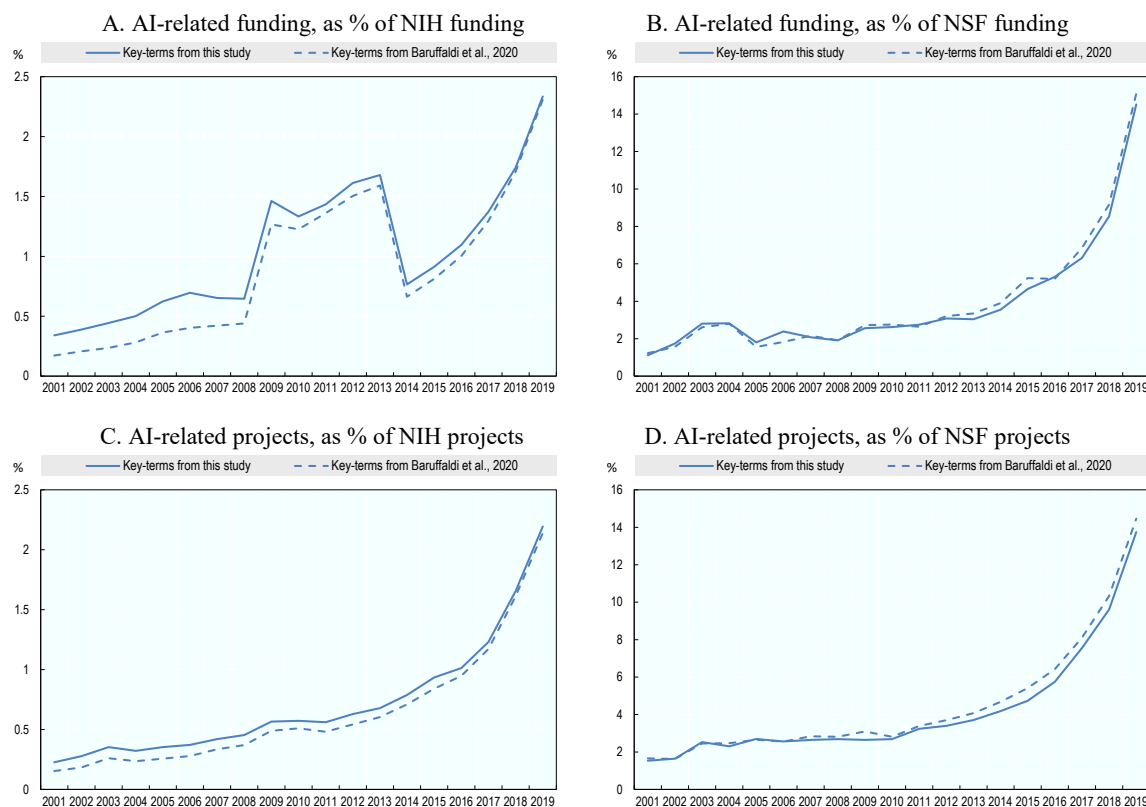 A. AI-related funding, as % of NIH funding
% Key-terms from this study Key-terms from Baruffaldi et al., 2020
2.5
2
1.5
1
0.5
0
2001 2002 2003 2004 2005 2006 2007 2008 2009 2010 2011 2012 2013 2014 2015 2016 2017 2018 2019
B. AI-related funding, as % of NSF funding
% Key-terms from this study Key-terms from Baruffaldi et al., 2020
16
14
12
10
8
6
4
2
0
2001 2002 2003 2004 2005 2006 2007 2008 2009 2010 2011 2012 2013 2014 2015 2016 2017 2018 2019
C. AI-related projects, as % of NIH projects
% Key-terms from this study Key-terms from Baruffaldi et al., 2020
2.5
2
1.5
1
0.5
0
2001 2002 2003 2004 2005 2006 2007 2008 2009 2010 2011 2012 2013 2014 2015 2016 2017 2018 2019
D. AI-related projects, as % of NSF projects
% Key-terms from this study Key-terms from Baruffaldi et al., 2020
16
14
12
10
8
6
4
2
0
2001 2002 2003 2004 2005 2006 2007 2008 2009 2010 2011 2012 2013 2014 2015 2016 2017 2018 2019